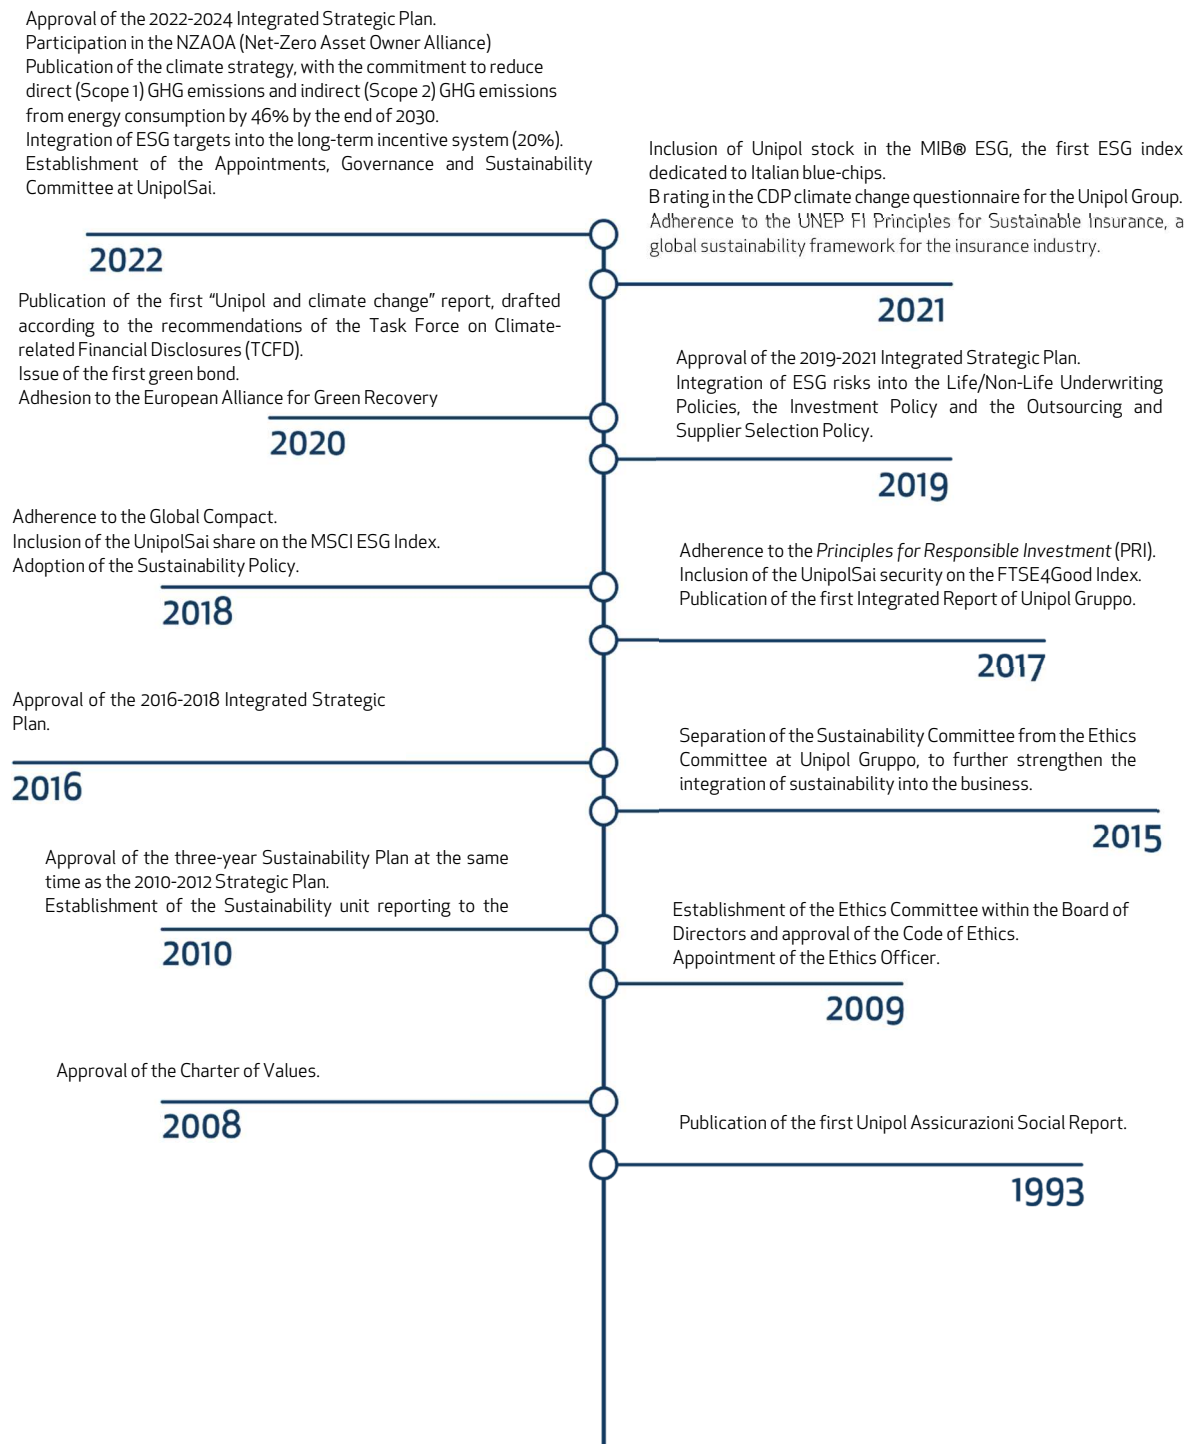 Approval of the 2022-2024 Integrated Strategic Plan.
Participation in the NZAOA (Net-Zero Asset Owner Alliance)
Publication of the climate strategy, with the commitment to reduce
direct (Scope 1) GHG emissions and indirect (Scope 2) GHG emissions
from energy consumption by 46% by the end of 2030.
Integration of ESG targets into the long-term incentive system (20%).
Establishment of the Appointments, Governance and Sustainability
Committee at UnipolSai.
2022
Inclusion of Unipol stock in the MIB® ESG, the first ESG index
dedicated to Italian blue-chips.
B rating in the CDP climate change questionnaire for the Unipol Group.
Adherence to the UNEP FI Principles for Sustainable Insurance, a
global sustainability framework for the insurance industry.
2021
Publication of the first “Unipol and climate change” report, drafted
according to the recommendations of the Task Force on Climate-
related Financial Disclosures (TCFD).
Issue of the first green bond.
Adhesion to the European Alliance for Green Recovery
2020
Approval of the 2019-2021 Integrated Strategic Plan.
Integration of ESG risks into the Life/Non-Life Underwriting
Policies, the Investment Policy and the Outsourcing and
Supplier Selection Policy.
2019
Adherence to the Global Compact.
Inclusion of the UnipolSai share on the MSCI ESG Index.
Adoption of the Sustainability Policy.
2018
Adherence to the Principles for Responsible Investment (PRI).
Inclusion of the UnipolSai security on the FTSE4Good Index.
Publication of the first Integrated Report of Unipol Gruppo.
2017
Approval of the 2016-2018 Integrated Strategic
Plan.
2016
Separation of the Sustainability Committee from the Ethics
Committee at Unipol Gruppo, to further strengthen the
integration of sustainability into the business.
2015
Approval of the three-year Sustainability Plan at the same
time as the 2010-2012 Strategic Plan.
Establishment of the Sustainability unit reporting to the
2010
Establishment of the Ethics Committee within the Board of
Directors and approval of the Code of Ethics.
Appointment of the Ethics Officer.
2009
Approval of the Charter of Values.
2008
Publication of the first Unipol Assicurazioni Social Report.
1993